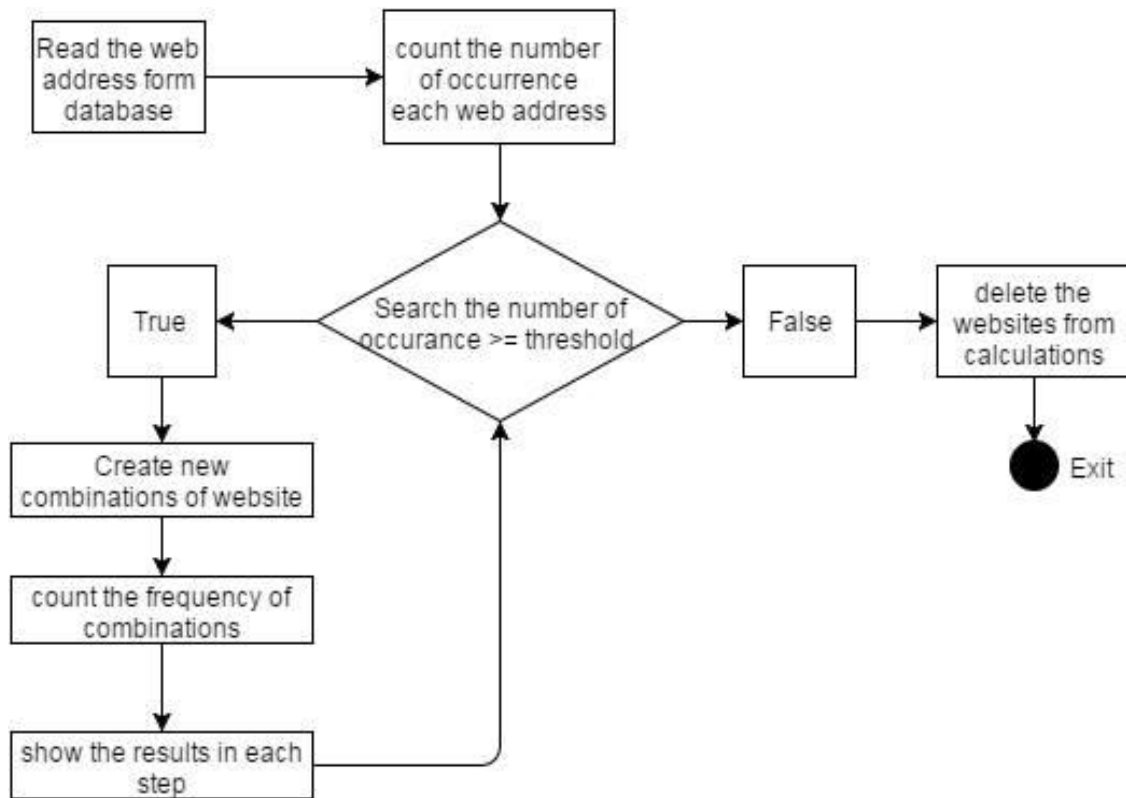 Read the web
address form
database
count the number
of occurrence
each web address
Search the number of
occurance >= threshold
True
False
delete the
websites from
calculations
Exit
Create new
combinations of website
count the frequency of
combinations
show the results in each
step